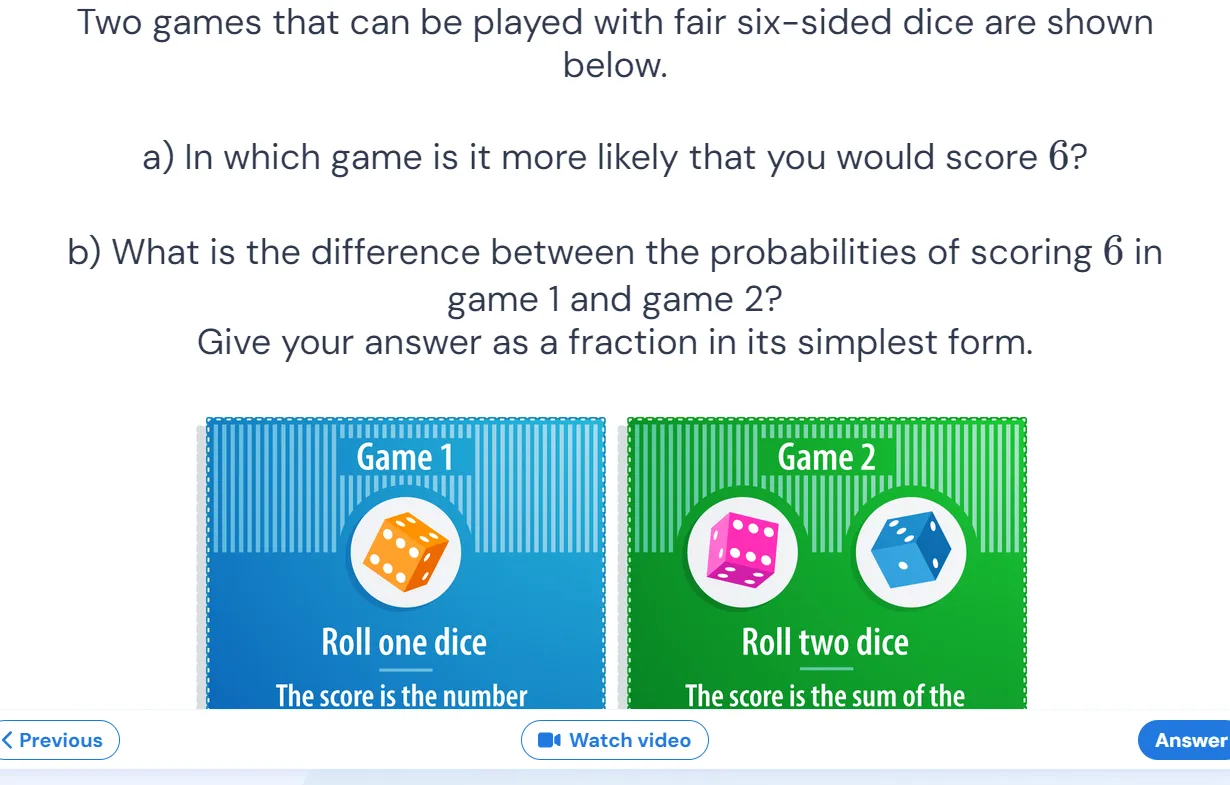 Two games that can be played with fair six-sided dice are shown
below.
a) In which game is it more likely that you would score 6?
b) What is the difference between the probabilities of scoring 6 in
game 1 and game 2?
Give your answer as a fraction in its simplest form.
Game 1
Game 2
Roll one dice
Roll two dice
The score is the number
The score is the sum of the
Previous
Watch video
Answer